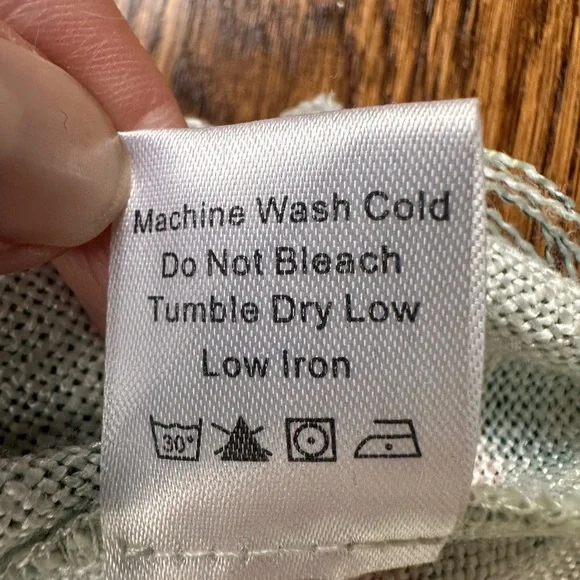 Machine Wash Cold
Do Not Bleach
Tumble Dry Low
Low Iron
30°